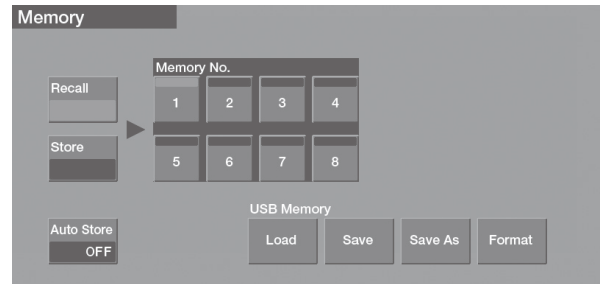 Memory
Memory No.
Recall
1 2 3 4
Store
5 6 7 8
USB Memory
Auto Store
OFF
Load Save Save As Format